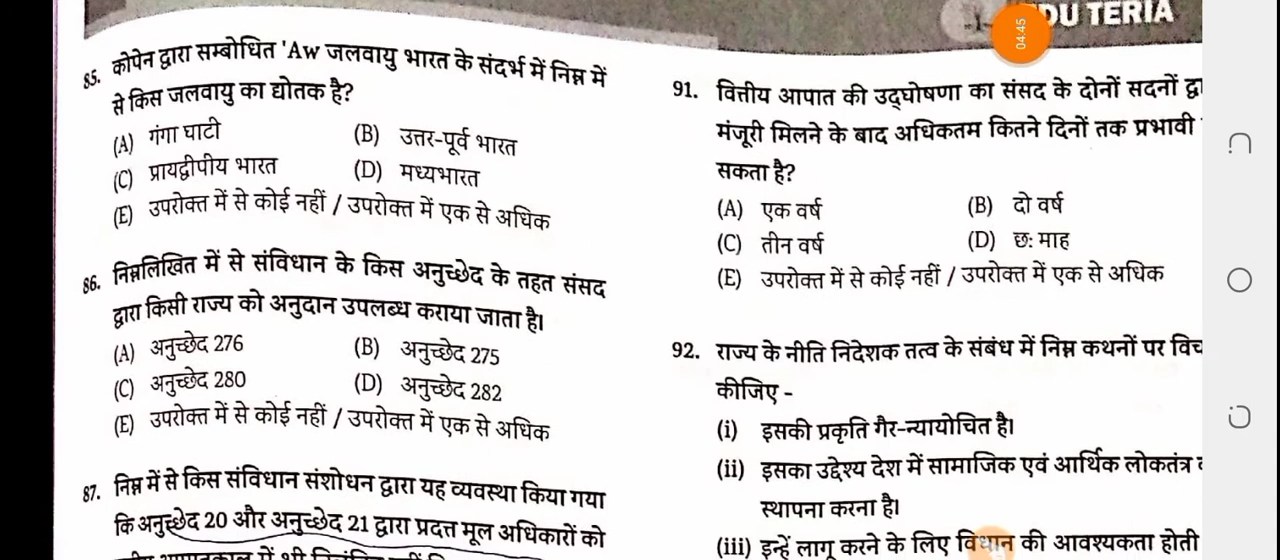 DU TERIA
04:45
85. कोपेन द्वारा सम्बोधित 'Aw जलवायु भारत के संदर्भ में निम्न में
से किस जलवायु का द्योतक है?
(A) गंगा घाटी (B) उत्तर-पूर्व भारत
(C) प्रायद्वीपीय भारत (D) मध्यभारत
(E) उपरोक्त में से कोई नहीं / उपरोक्त में एक से अधिक
86. निम्नलिखित में से संविधान के किस अनुच्छेद के तहत संसद
द्वारा किसी राज्य को अनुदान उपलब्ध कराया जाता है।
(A) अनुच्छेद 276 (B) अनुच्छेद 275
(C) अनुच्छेद 280 (D) अनुच्छेद 282
(E) उपरोक्त में से कोई नहीं / उपरोक्त में एक से अधिक
87. निम्न में से किस संविधान संशोधन द्वारा यह व्यवस्था किया गया
कि अनुच्छेद 20 और अनुच्छेद 21 द्वारा प्रदत्त मूल अधिकारों को
91. वित्तीय आपात की उद्घोषणा का संसद के दोनों सदनों द्वा
मंजूरी मिलने के बाद अधिकतम कितने दिनों तक प्रभावी
सकता है?
(A) एक वर्ष (B) दो वर्ष
(C) तीन वर्ष (D) छ: माह
(E) उपरोक्त में से कोई नहीं / उपरोक्त में एक से अधिक
92. राज्य के नीति निदेशक तत्व के संबंध में निम्न कथनों पर विच
कीजिए -
(i) इसकी प्रकृति गैर-न्यायोचित है।
(ii) इसका उद्देश्य देश में सामाजिक एवं आर्थिक लोकतंत्र
स्थापना करना है।
(iii) इन्हें लागू करने के लिए विधान की आवश्यकता होती